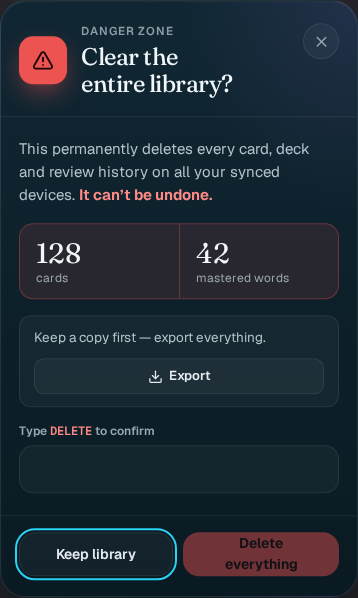 DANGER ZONE
Clear the
entire library?
This permanently deletes every card, deck
and review history on all your synced
devices. It can’t be undone.
128
cards
42
mastered words
Keep a copy first — export everything.
Export
Type DELETE to confirm
Keep library
Delete
everything